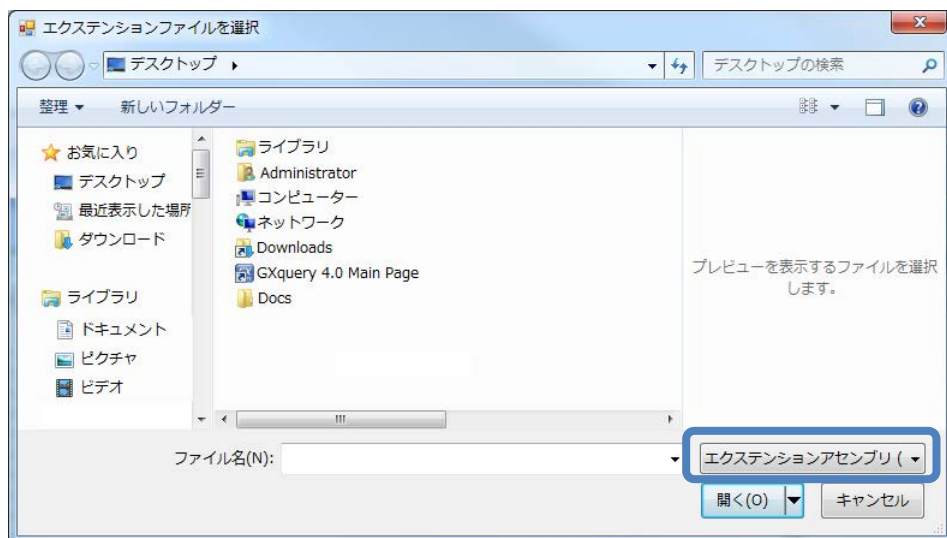 エクステンションファイルを選択
デスクトップ
デスクトップの検索
整理
新しいフォルダー
お気に入り
デスクトップ
最近表示した場所
ダウンロード
ライブラリ
ドキュメント
ピクチャ
ビデオ
ライブラリ
Administrator
コンピューター
ネットワーク
Downloads
GXquery 4.0 Main Page
Docs
プレビューを表示するファイルを選択
します。
ファイル名(N):
エクステンションアセンブリ (
開く(O)
キャンセル